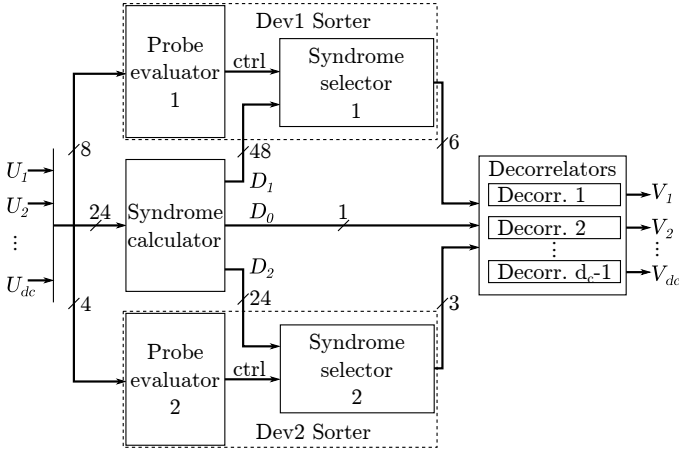 Dev1 Sorter
Probe
evaluator
1
ctrl
Syndrome
selector
1
8
48
6
U1
U2
⋮
Udc
24
Syndrome
calculator
D1
D0
D2
1
Decorrelators
Decorr. 1
Decorr. 2
⋮
Decorr. dc-1
V1
V2
⋮
Vdc
4
24
3
Probe
evaluator
2
ctrl
Syndrome
selector
2
Dev2 Sorter